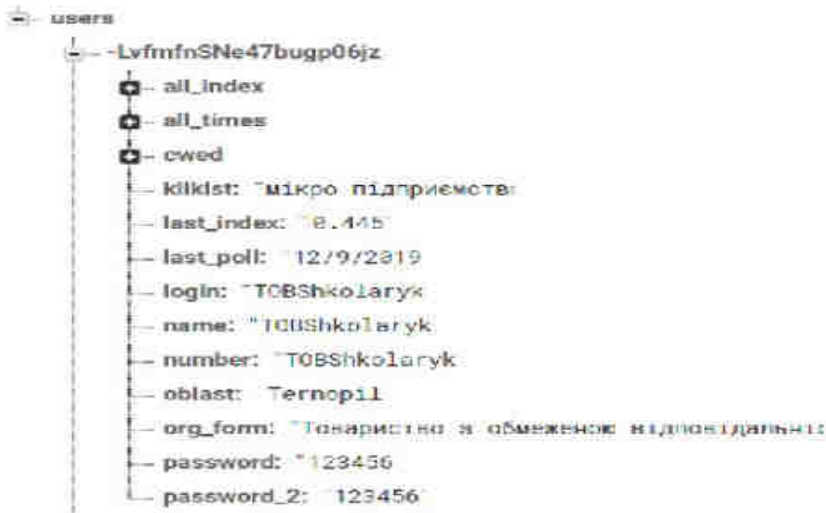 users
-LvfmfnSNe47bugp06jz
all_index
all_times
cwed
kilkist: "мікро підприємств
last_index: "0.445"
last_poll: "12/9/2019
login: "TOBShkolaryk
name: "TOBShkolaryk
number: "TOBShkolaryk
oblast: "Ternopil
org_form: "Товариство з обмеженою відповідальніс
password: "123456
password_2: "123456"